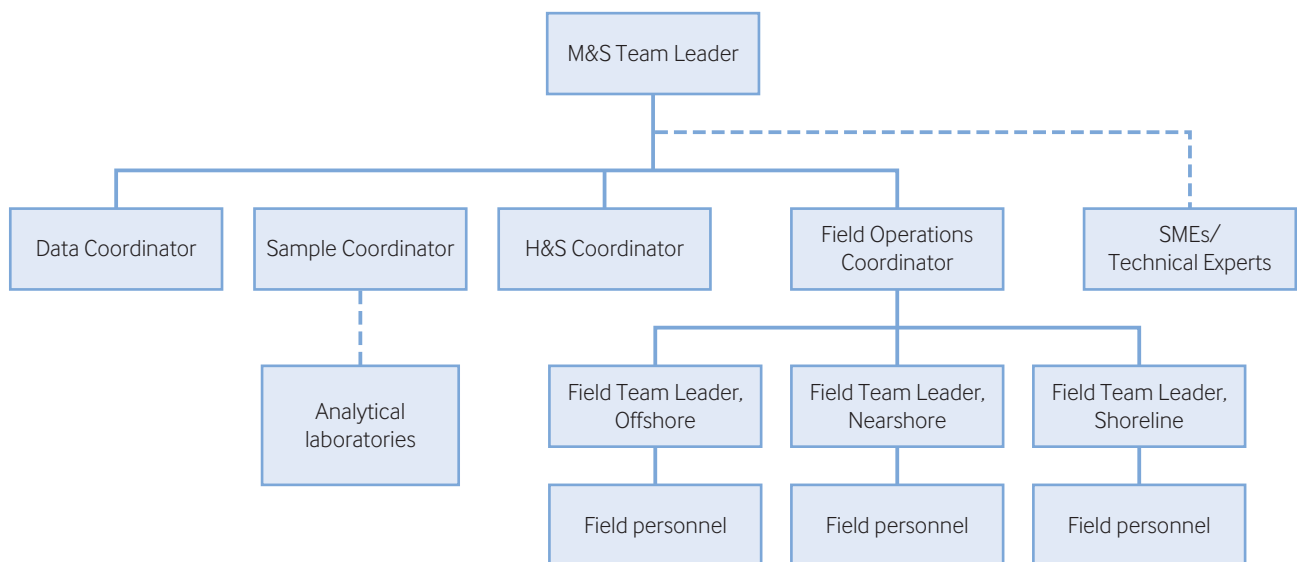 M&S Team Leader
Data Coordinator
Sample Coordinator
H&S Coordinator
Field Operations
Coordinator
SMEs/
Technical Experts
Analytical
laboratories
Field Team Leader,
Offshore
Field Team Leader,
Nearshore
Field Team Leader,
Shoreline
Field personnel
Field personnel
Field personnel